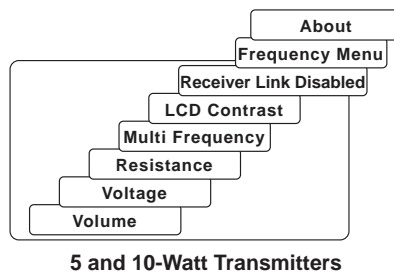 About
Frequency Menu
Receiver Link Disabled
LCD Contrast
Multi Frequency
Resistance
Voltage
Volume
5 and 10-Watt Transmitters